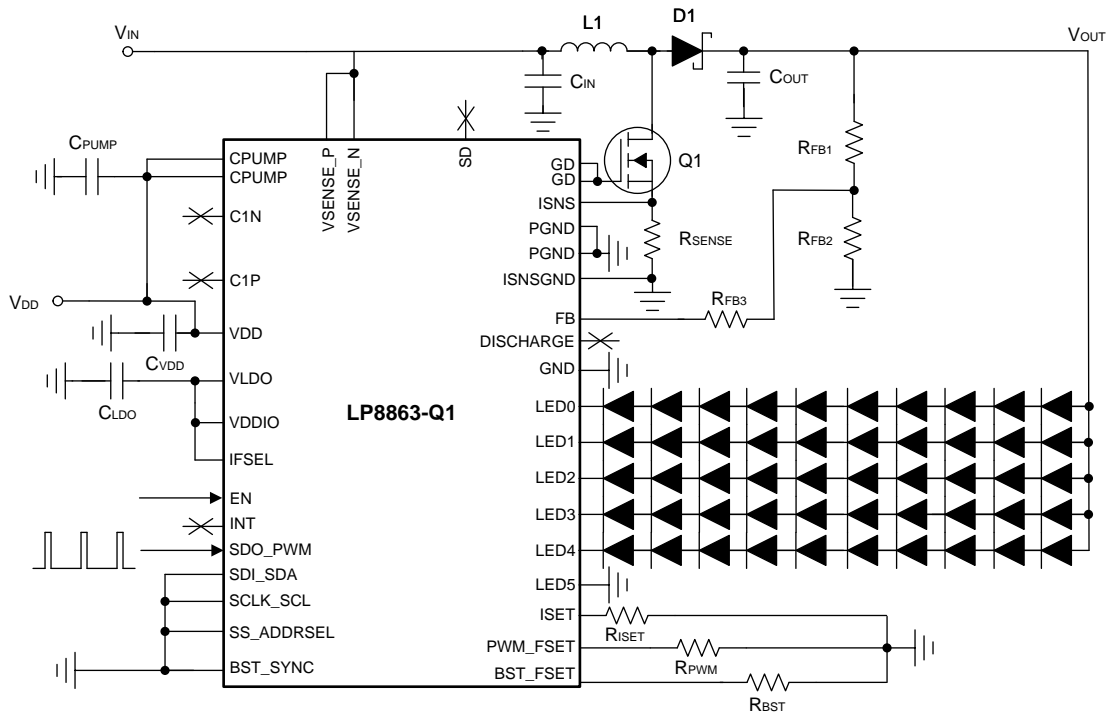 L1
D1
VIN
VOUT
CIN
COUT
CPUMP
RFB1
Q1
VSENSE_P
VSENSE_N
SD
CPUMP
CPUMP
GD
GD
C1N
ISNS
RSENSE
PGND
RFB2
PGND
C1P
ISNSGND
VDD
RFB3
FB
VDD
DISCHARGE
CVDD
GND
VLDO
CLDO
LP8863-Q1
LED0
VDDIO
LED1
IFSEL
LED2
EN
LED3
INT
SDO_PWM
LED4
SDI_SDA
LED5
SCLK_SCL
ISET
RISET
SS_ADDRSEL
PWM_FSET
RPWM
BST_SYNC
BST_FSET
RBST